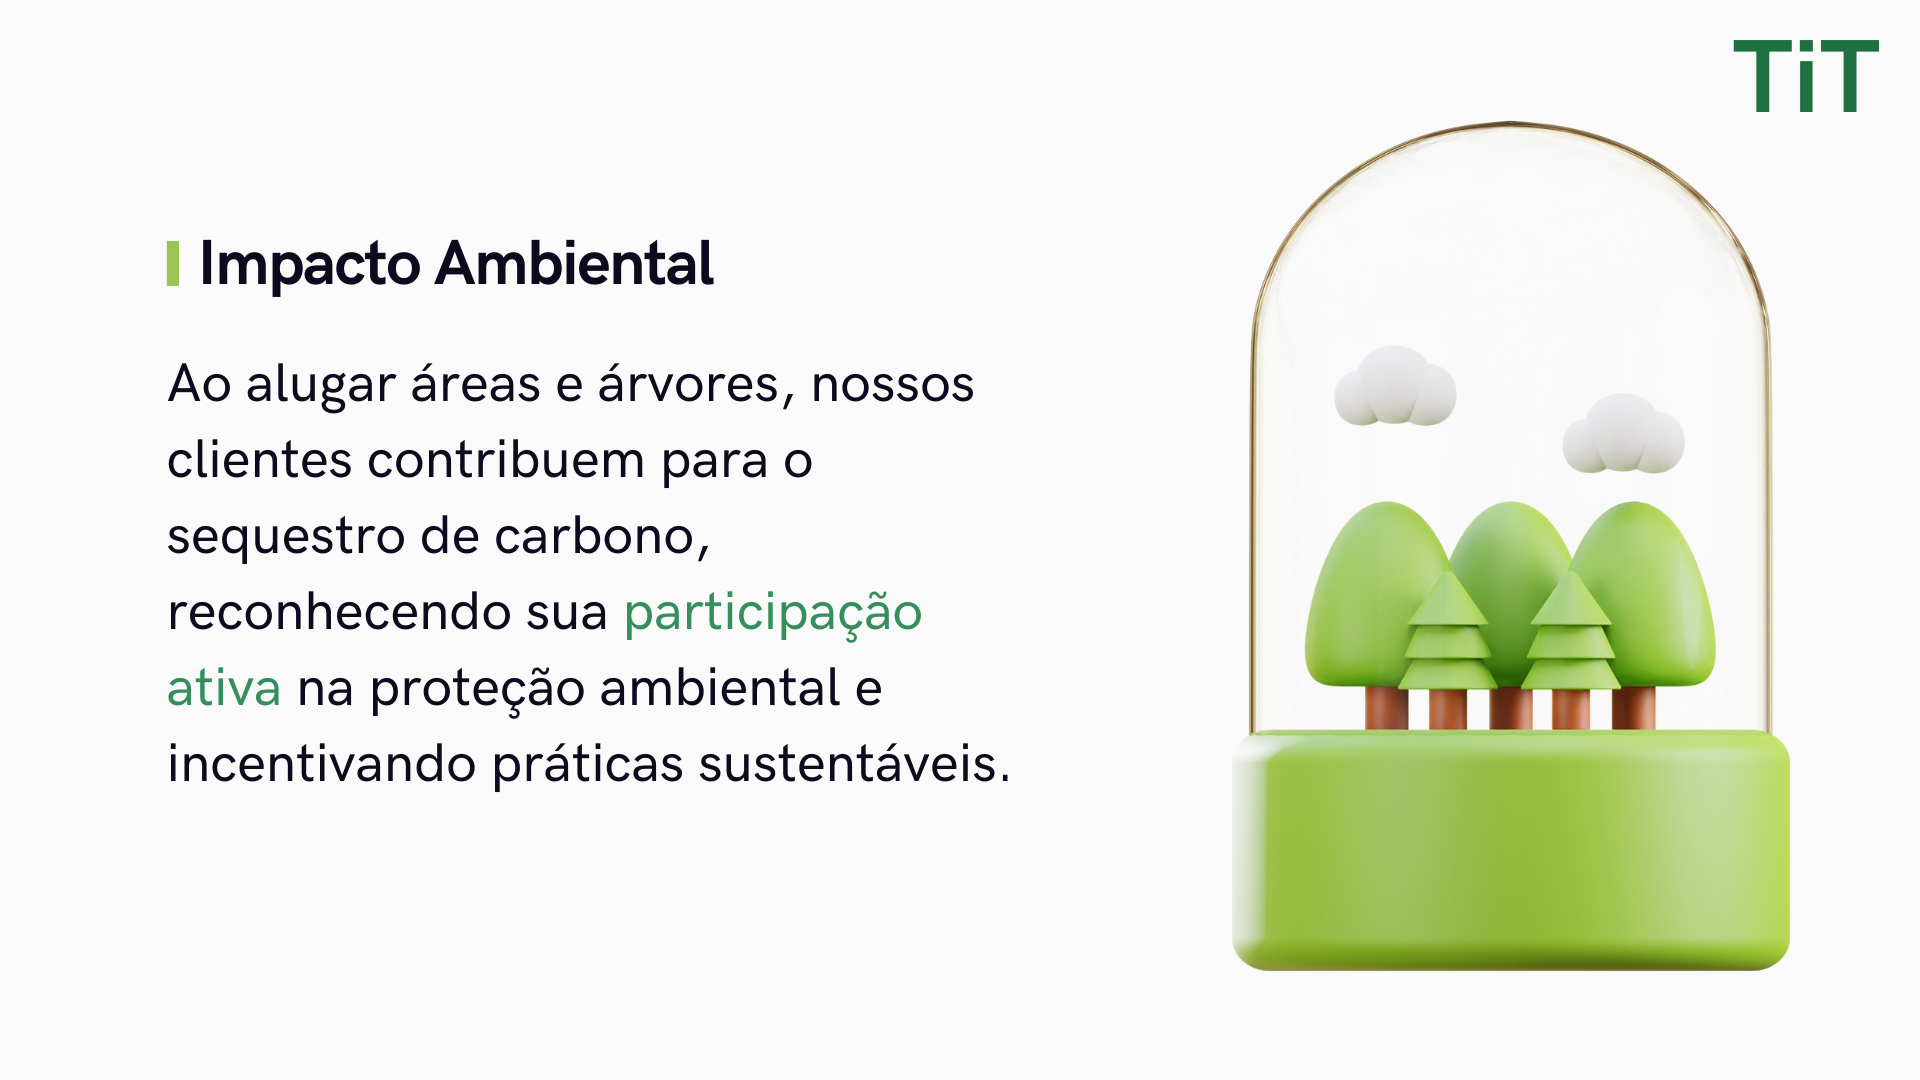 TiT
Impacto Ambiental
Ao alugar áreas e árvores, nossos
clientes contribuem para o
sequestro de carbono,
reconhecendo sua participação
ativa na proteção ambiental e
incentivando práticas sustentáveis.